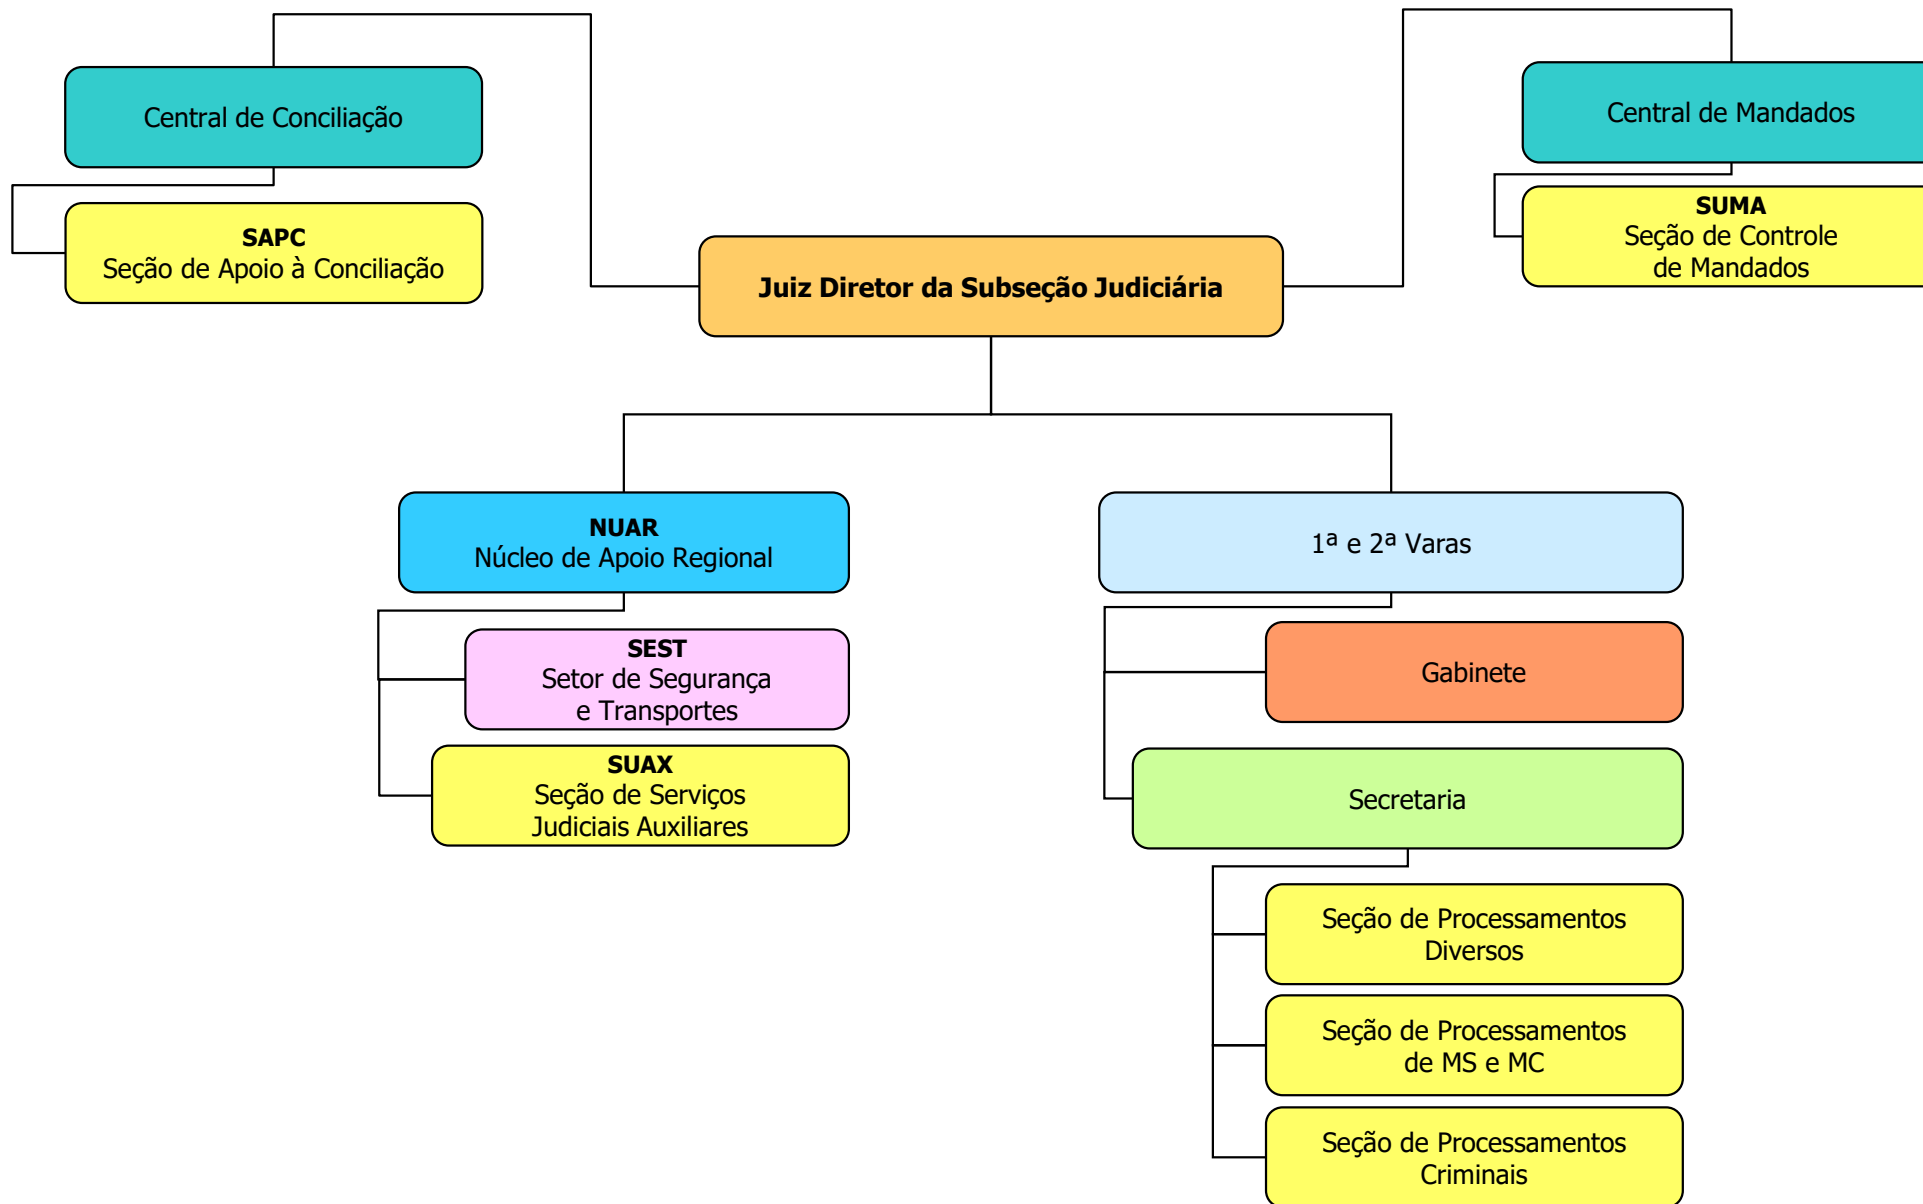 Central de Conciliação
SAPC
Seção de Apoio à Conciliação
Central de Mandados
SUMA
Seção de Controle
de Mandados
Juiz Diretor da Subseção Judiciária
NUAR
Núcleo de Apoio Regional
SEST
Setor de Segurança
e Transportes
SUAX
Seção de Serviços
Judiciais Auxiliares
1ª e 2ª Varas
Gabinete
Secretaria
Seção de Processamentos
Diversos
Seção de Processamentos
de MS e MC
Seção de Processamentos
Criminais